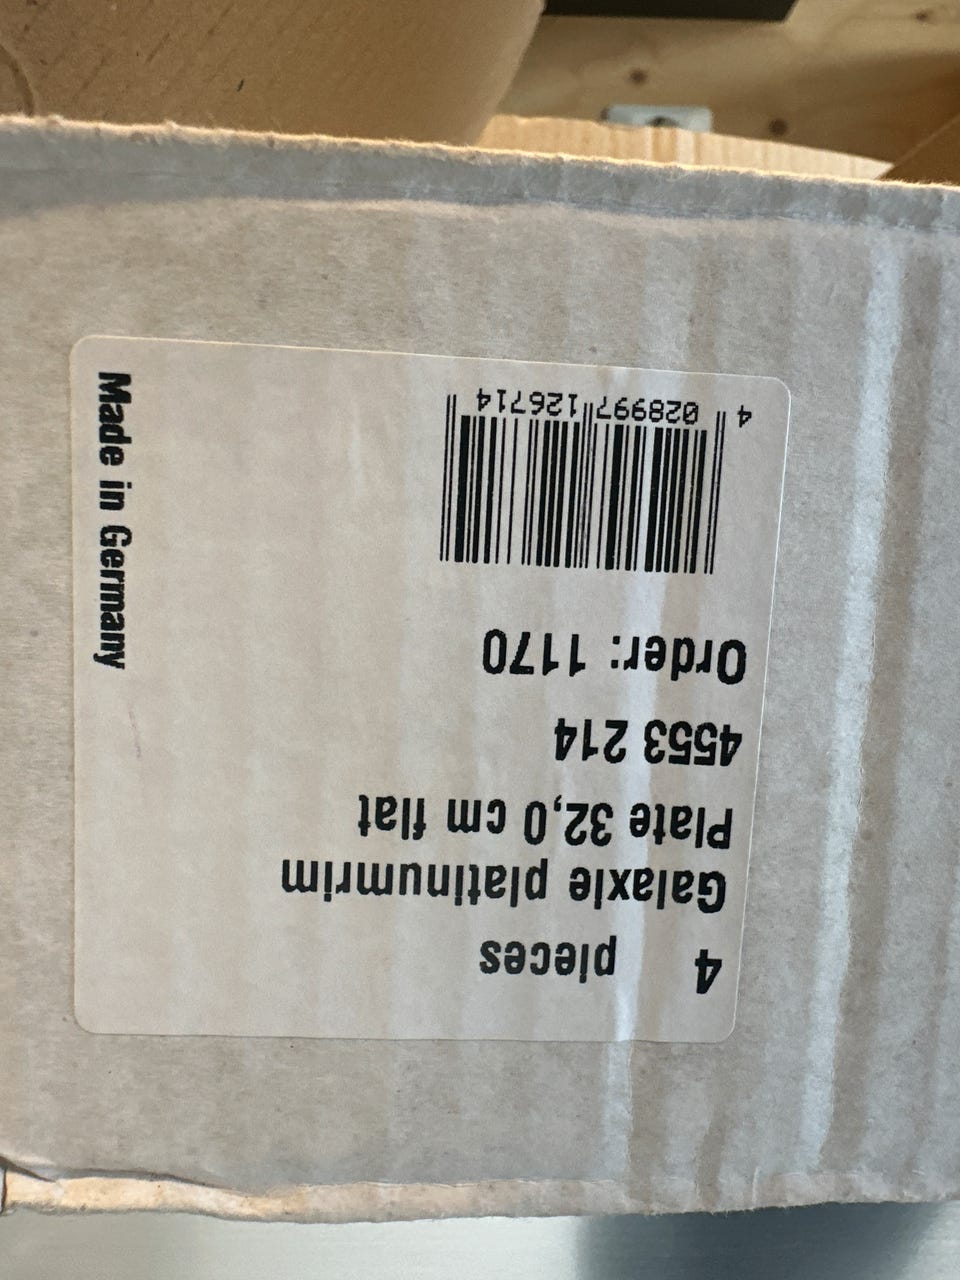 4 pieces
Galaxie platinumrim
Plate 32,0 cm flat
4553 214
Order: 1170
4 028997 126714
Made in Germany